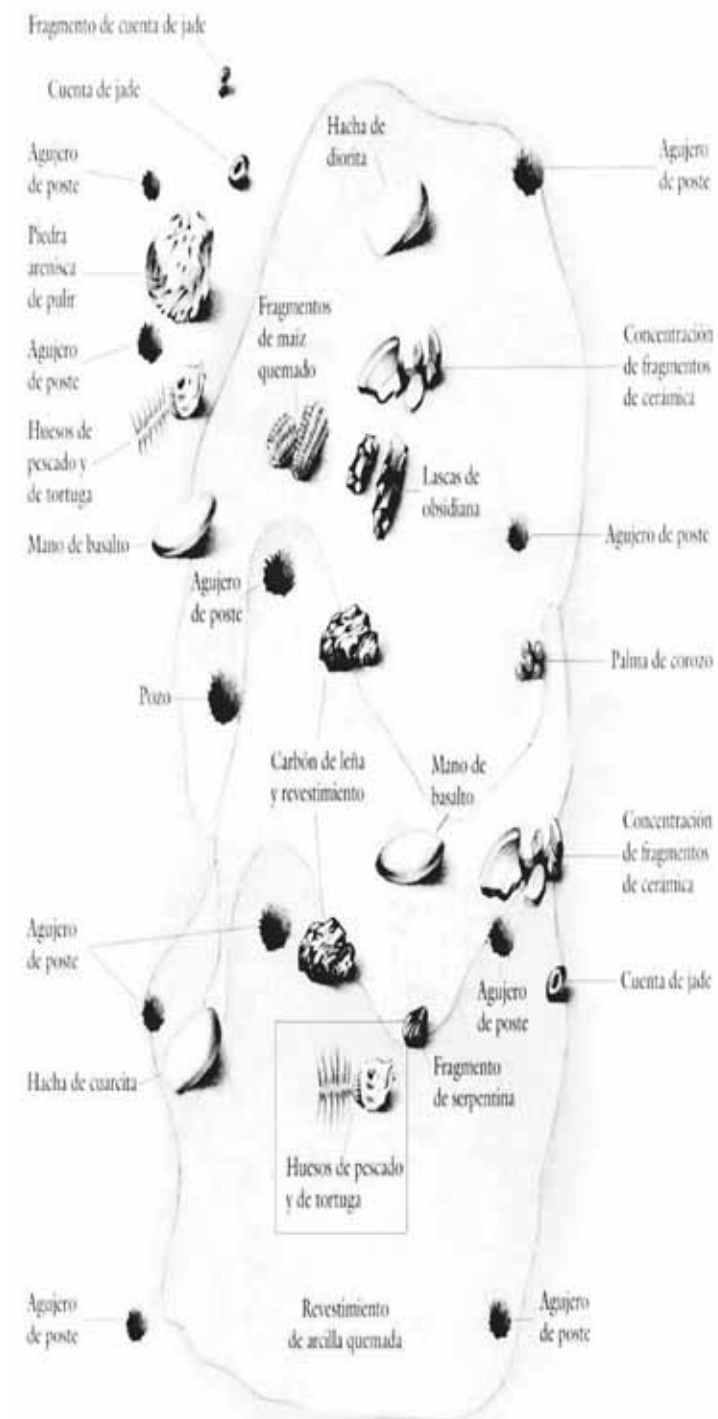 Fragmento de cuenta de jade
Cuenta de jade
Agujero
de poste
Hacha de
diorita
Agujero
de poste
Piedra
arenisca
de pulir
Fragmentos
de maiz
quemado
Agujero
de poste
Concentración
de fragmentos
de cerámica
Huesos de
pescado y
de tortuga
Lascas de
obsidiana
Mano de basalto
Agujero de poste
Agujero
de poste
Palma de corozo
Pozo
Carbón de leña
y revestimiento
Mano de
basalto
Concentración
de fragmentos
de cerámica
Agujero
de poste
Agujero
de poste
Cuenta de jade
Hacha de cuarcita
Fragmento
de serpentina
Huesos de pescado
y de tortuga
Agujero
de poste
Revestimiento
de arcilla quemada
Agujero
de poste